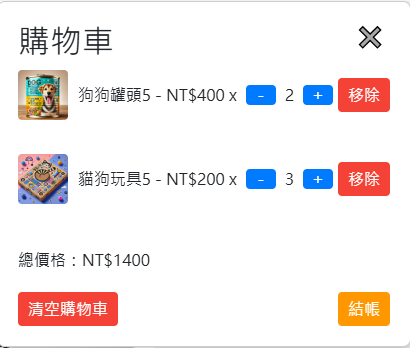 購物車
狗狗罐頭5 - NT$400 x - 2 + 移除
貓狗玩具5 - NT$200 x - 3 + 移除
總價格：NT$1400
清空購物車 結帳